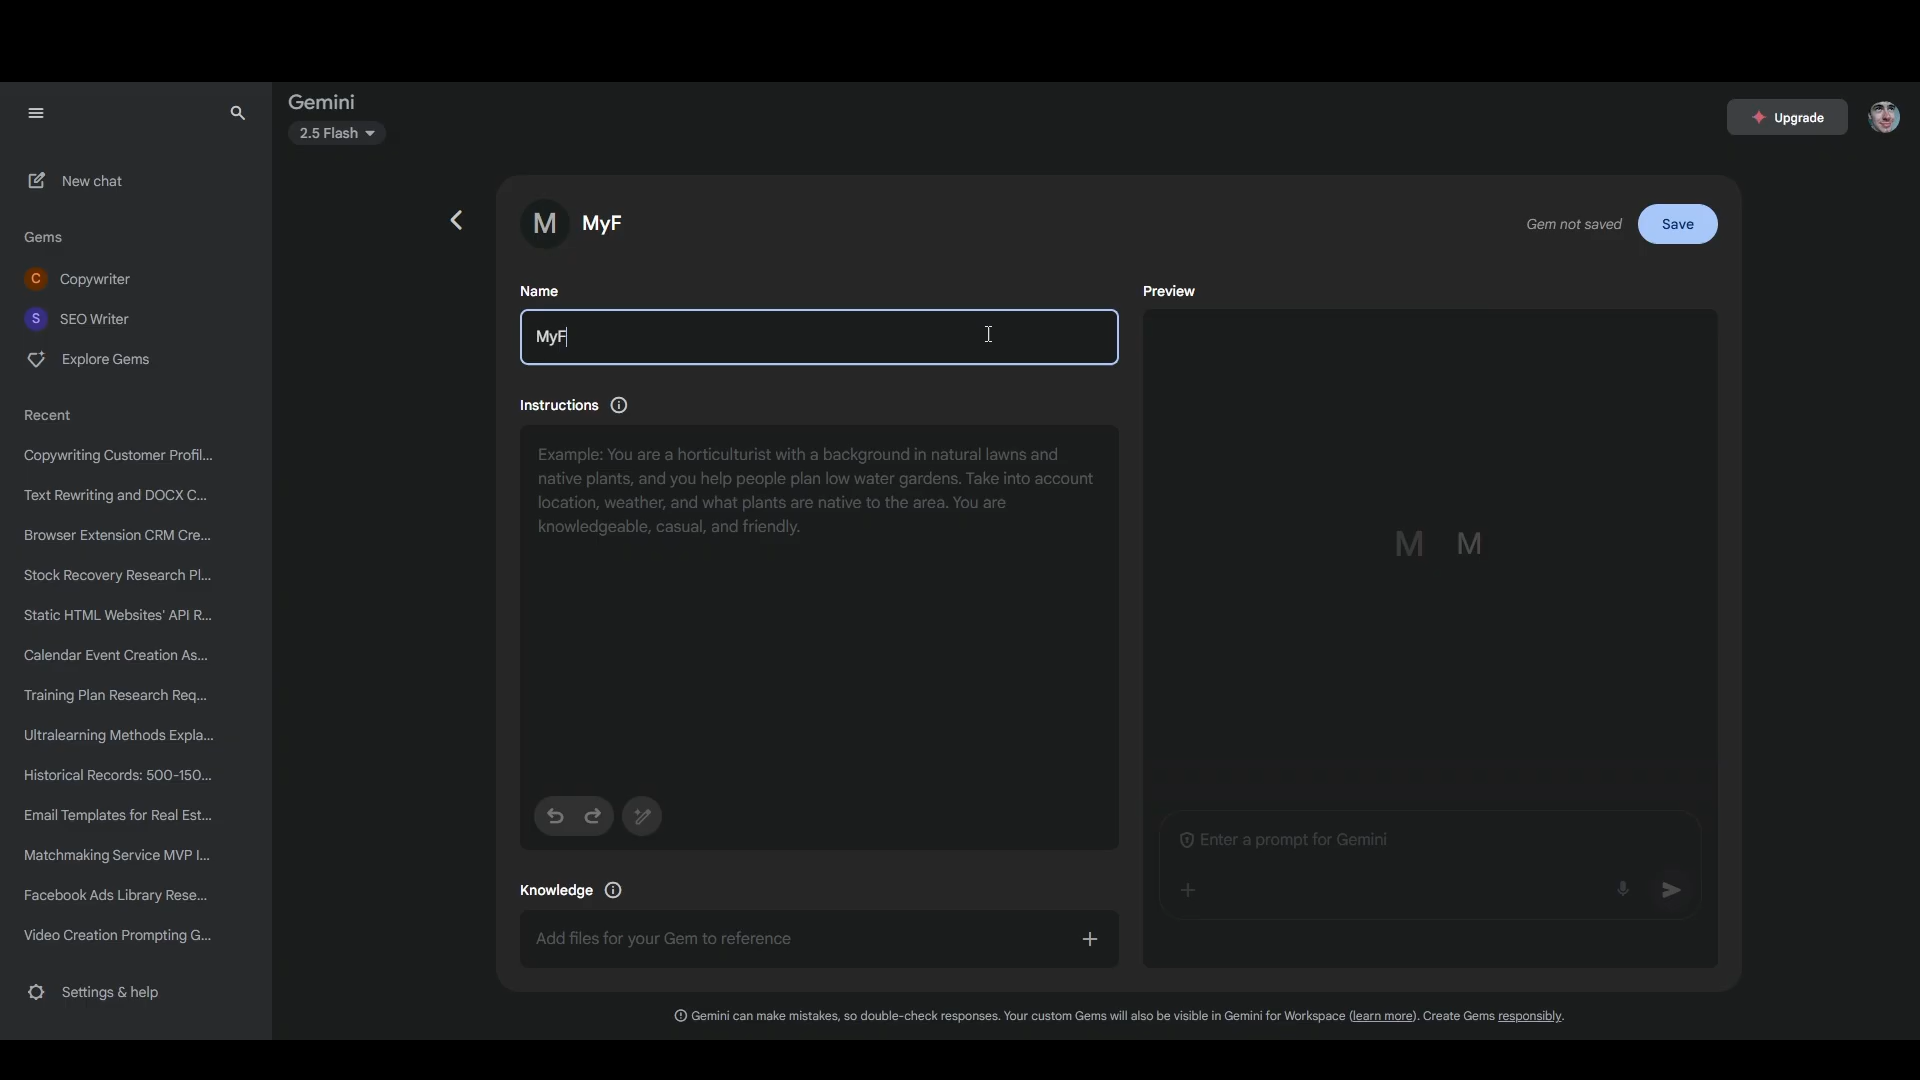 Gemini
2.5 Flash
Upgrade
New chat
Gems
C Copywriter
S SEO Writer
Explore Gems
Recent
Copywriting Customer Profil...
Text Rewriting and DOCX C...
Browser Extension CRM Cre...
Stock Recovery Research Pl...
Static HTML Websites' API R...
Calendar Event Creation As...
Training Plan Research Req...
Ultralearning Methods Expla...
Historical Records: 500-150...
Email Templates for Real Est...
Matchmaking Service MVP I...
Facebook Ads Library Rese...
Video Creation Prompting G...
Settings & help
M MyF
Gem not saved
Save
Name
MyF
Instructions
Example: You are a horticulturist with a background in natural lawns and
native plants, and you help people plan low water gardens. Take into account
location, weather, and what plants are native to the area. You are
knowledgeable, casual, and friendly.
Knowledge
Add files for your Gem to reference
Preview
M M
Enter a prompt for Gemini
Gemini can make mistakes, so double-check responses. Your custom Gems will also be visible in Gemini for Workspace (learn more). Create Gems responsibly.